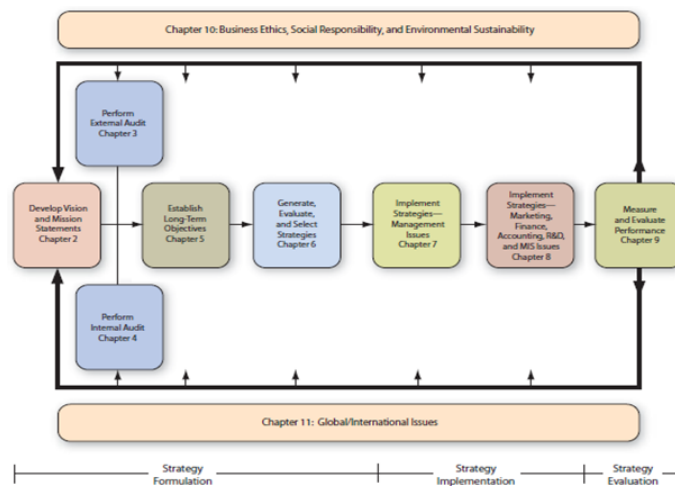 Chapter 10: Business Ethics, Social Responsibility, and Environmental Sustainability
Perform
External Audit
Chapter 3
Develop Vision
and Mission
Statements
Chapter 2
Establish
Long-Term
Objectives
Chapter 5
Generate,
Evaluate,
and Select
Strategies
Chapter 6
Implement
Strategies—
Management
Issues
Chapter 7
Implement
Strategies—
Marketing,
Finance,
Accounting, R&D,
and MIS Issues
Chapter 8
Measure
and Evaluate
Performance
Chapter 9
Perform
Internal Audit
Chapter 4
Chapter 11: Global/International Issues
Strategy
Formulation
Strategy
Implementation
Strategy
Evaluation